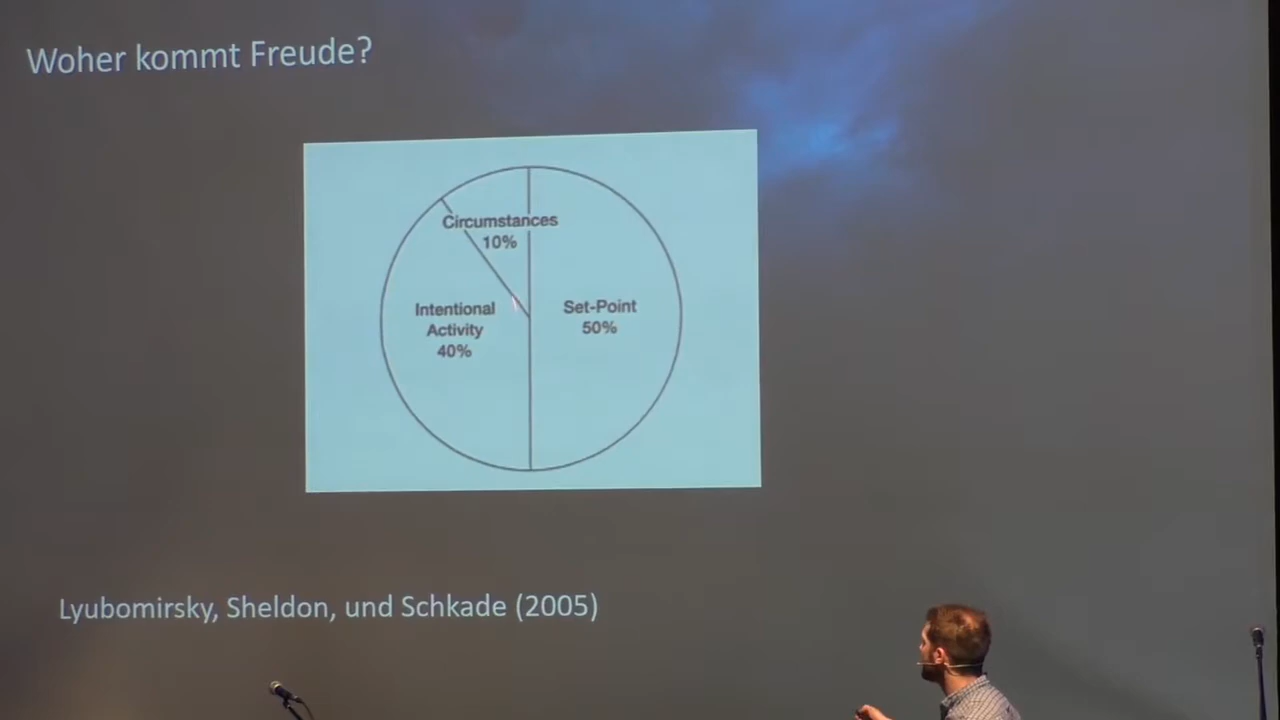 Woher kommt Freude?
Circumstances
10%
Intentional
Activity
40%
Set-Point
50%
Lyubomirsky, Sheldon, und Schkade (2005)